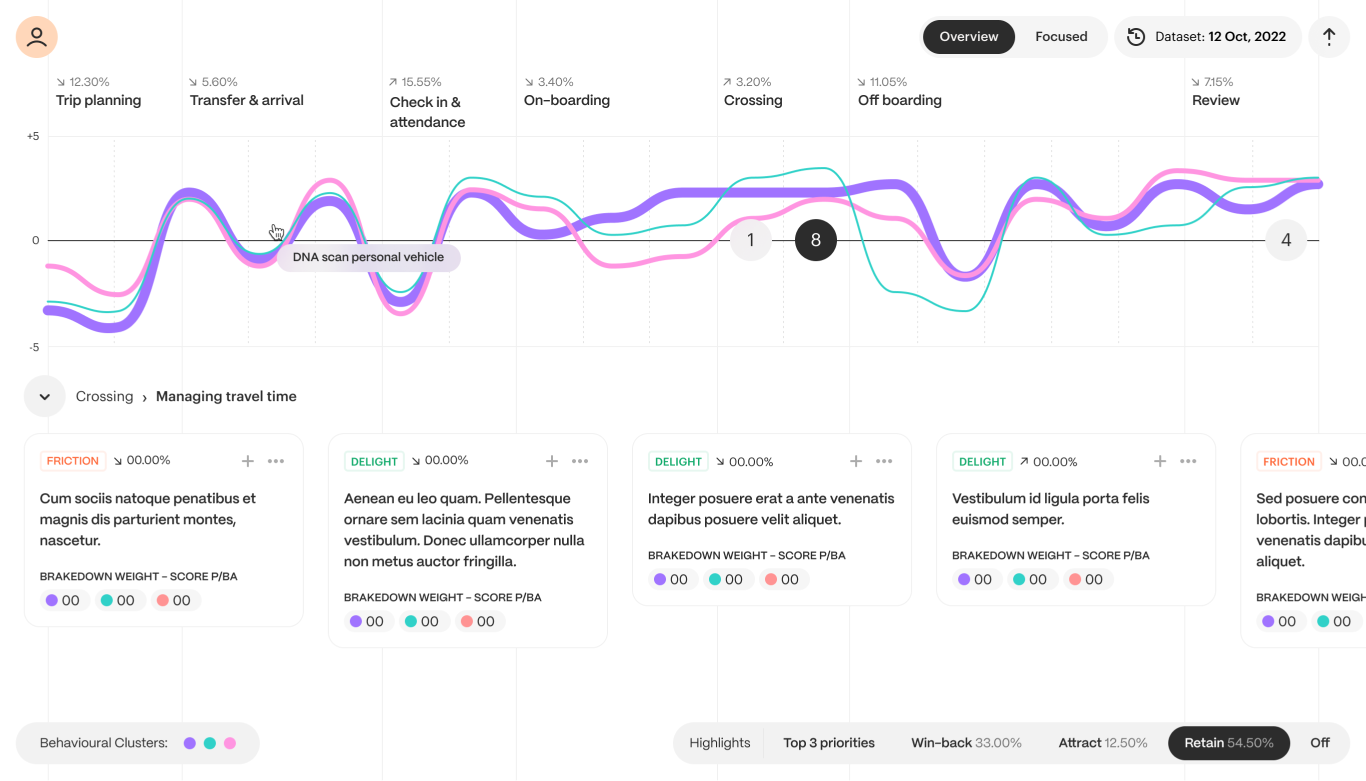 Overview
Focused
Dataset: 12 Oct, 2022
↘ 12.30%
Trip planning
↘ 5.60%
Transfer & arrival
↗ 15.55%
Check in &
attendance
↘ 3.40%
On-boarding
↗ 3.20%
Crossing
↘ 11.05%
Off boarding
↘ 7.15%
Review
+5
0
-5
DNA scan personal vehicle
1
8
4
Crossing › Managing travel time
FRICTION ↘ 00.00%
Cum sociis natoque penatibus et
magnis dis parturient montes,
nascetur.
BRAKEDOWN WEIGHT – SCORE P/BA
00 00 00
DELIGHT ↘ 00.00%
Aenean eu leo quam. Pellentesque
ornare sem lacinia quam venenatis
vestibulum. Donec ullamcorper nulla
non metus auctor fringilla.
BRAKEDOWN WEIGHT – SCORE P/BA
00 00 00
DELIGHT ↘ 00.00%
Integer posuere erat a ante venenatis
dapibus posuere velit aliquet.
BRAKEDOWN WEIGHT – SCORE P/BA
00 00 00
DELIGHT ↗ 00.00%
Vestibulum id ligula porta felis
euismod semper.
BRAKEDOWN WEIGHT – SCORE P/BA
00 00 00
FRICTION ↘ 00.0
Sed posuere con
lobortis. Integer
venenatis dapibu
aliquet.
BRAKEDOWN WEIGH
00 00
Behavioural Clusters:
Highlights
Top 3 priorities
Win-back 33.00%
Attract 12.50%
Retain 54.50%
Off